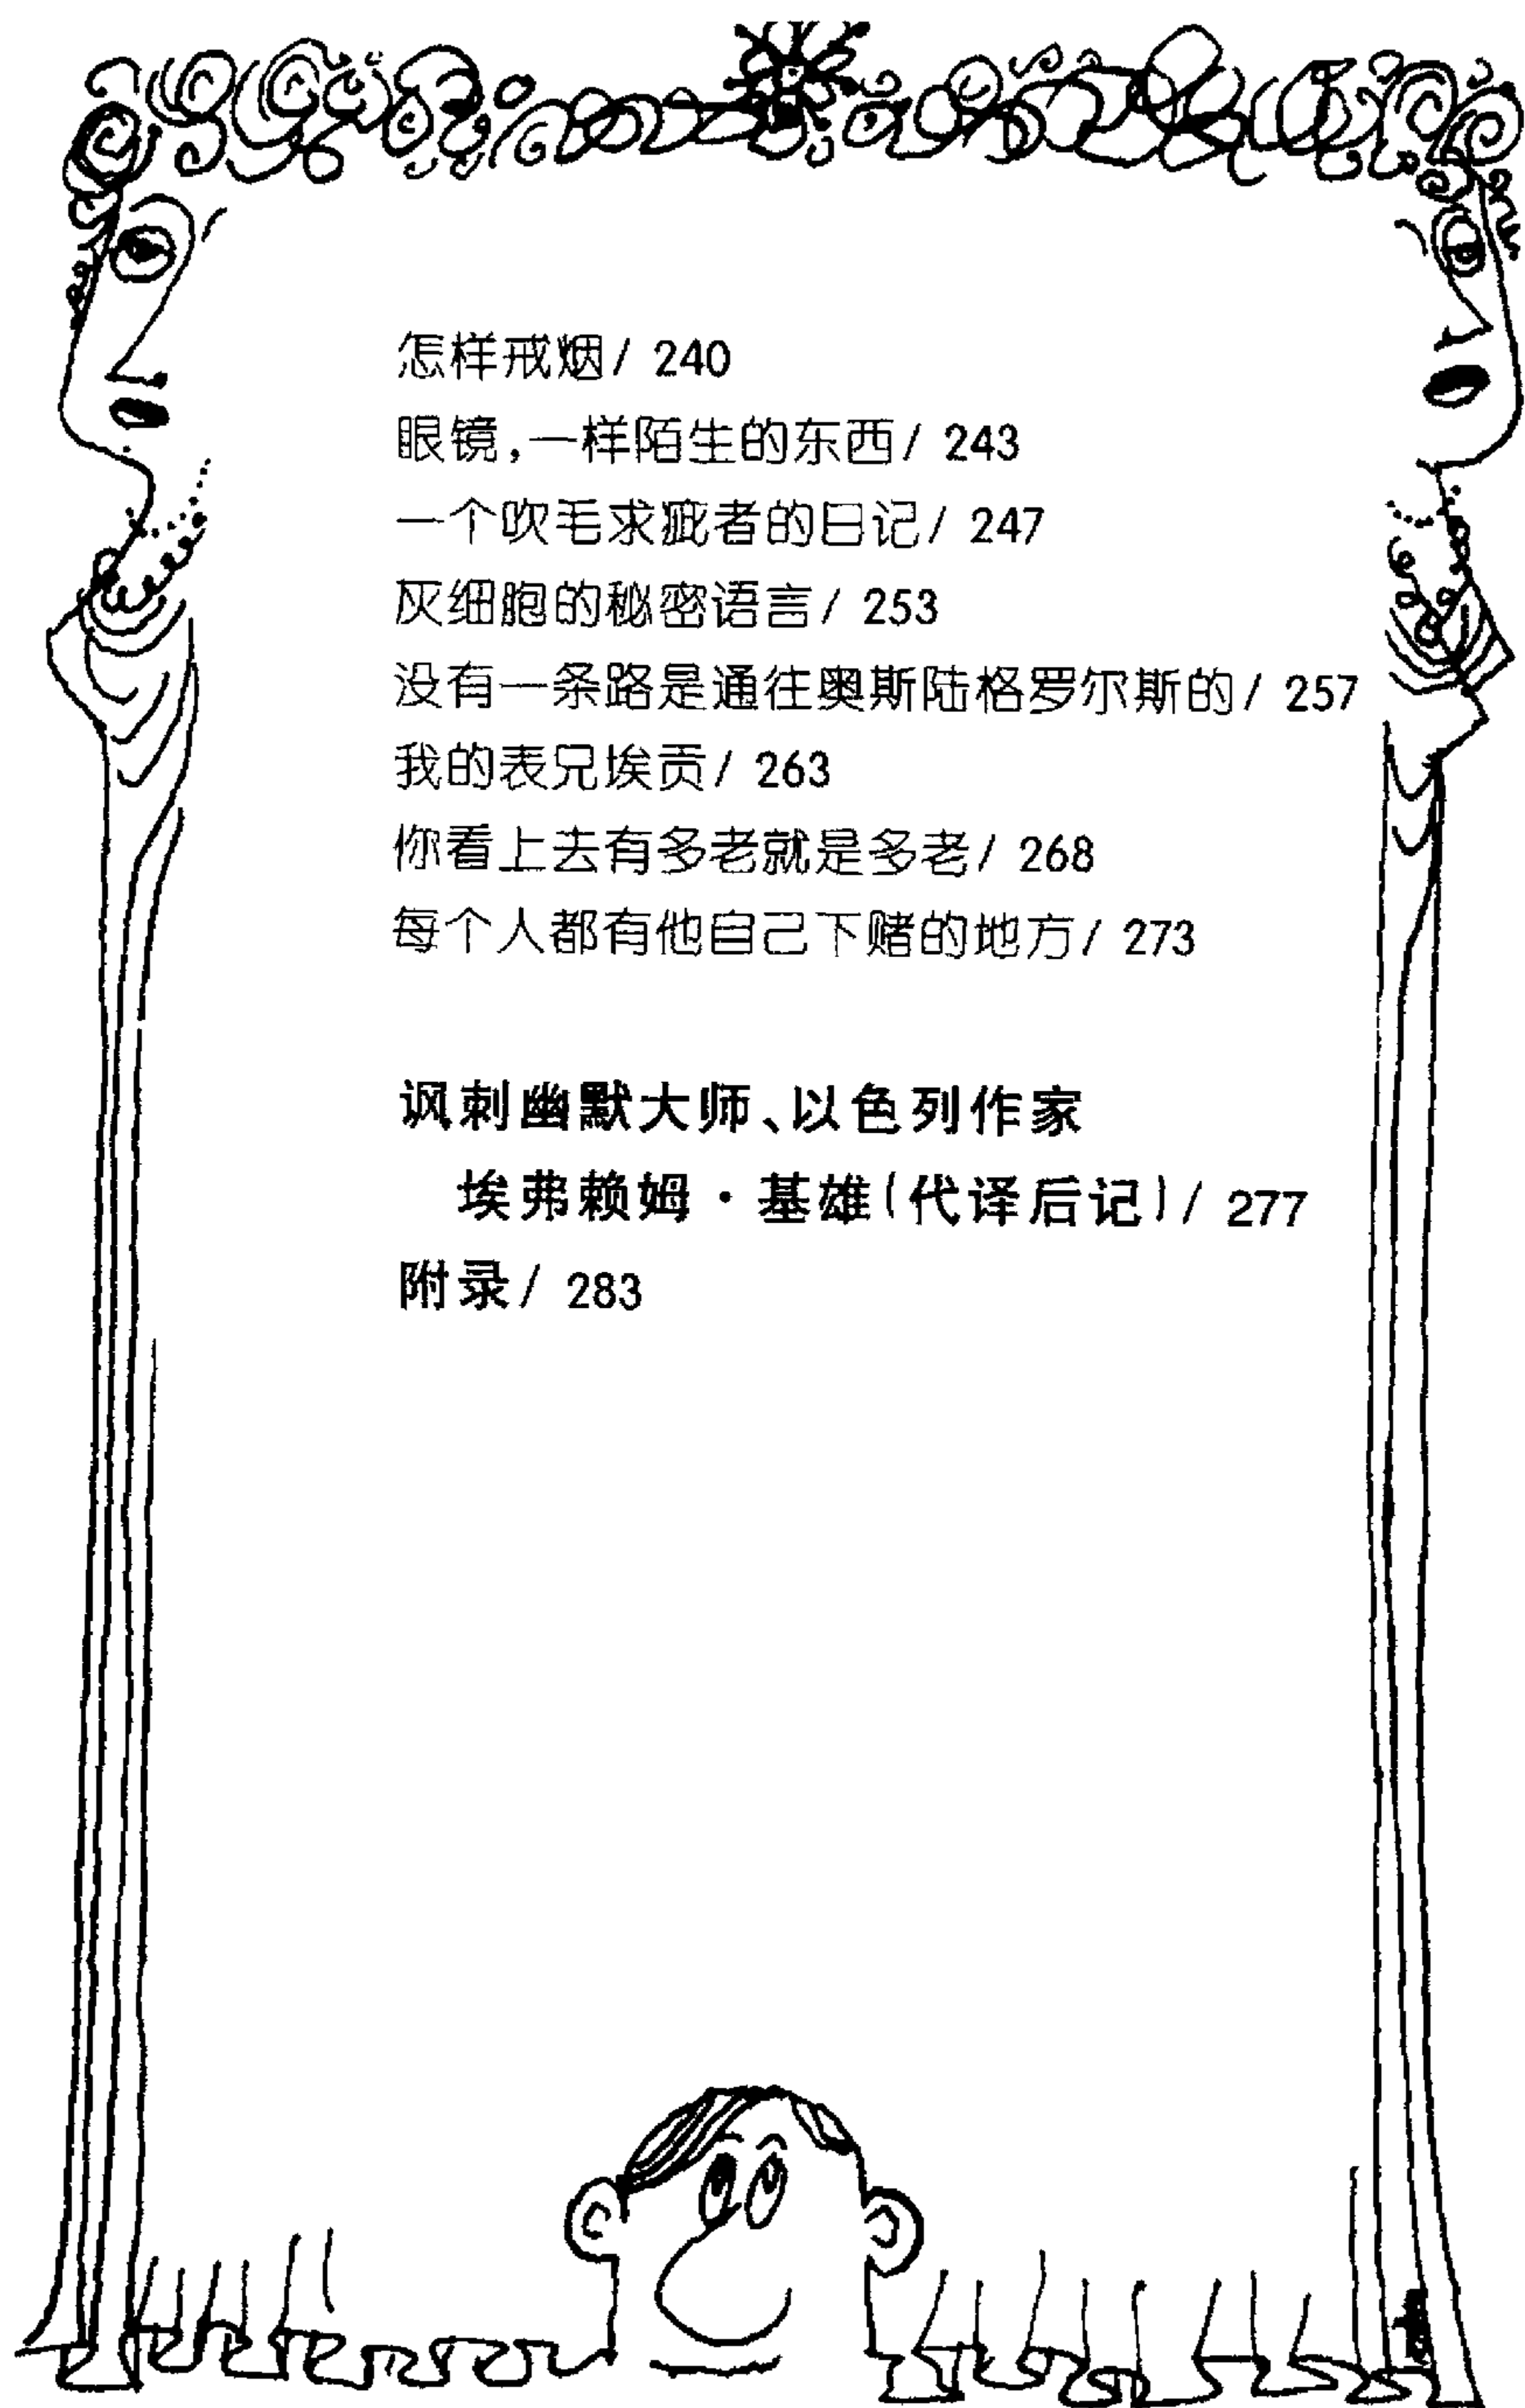 怎样戒烟/ 240
眼镜,一样陌生的东西/ 243
一个吹毛求疵者的日记/ 247
灰细胞的秘密语言/ 253
没有一条路是通往奥斯陆格罗尔斯的/ 257
我的表兄埃贡/ 263
你看上去有多老就是多老/ 268
每个人都有他自己下赌的地方/ 273
讽刺幽默大师、以色列作家
埃弗赖姆·基雄(代译后记)/ 277
附录/ 283